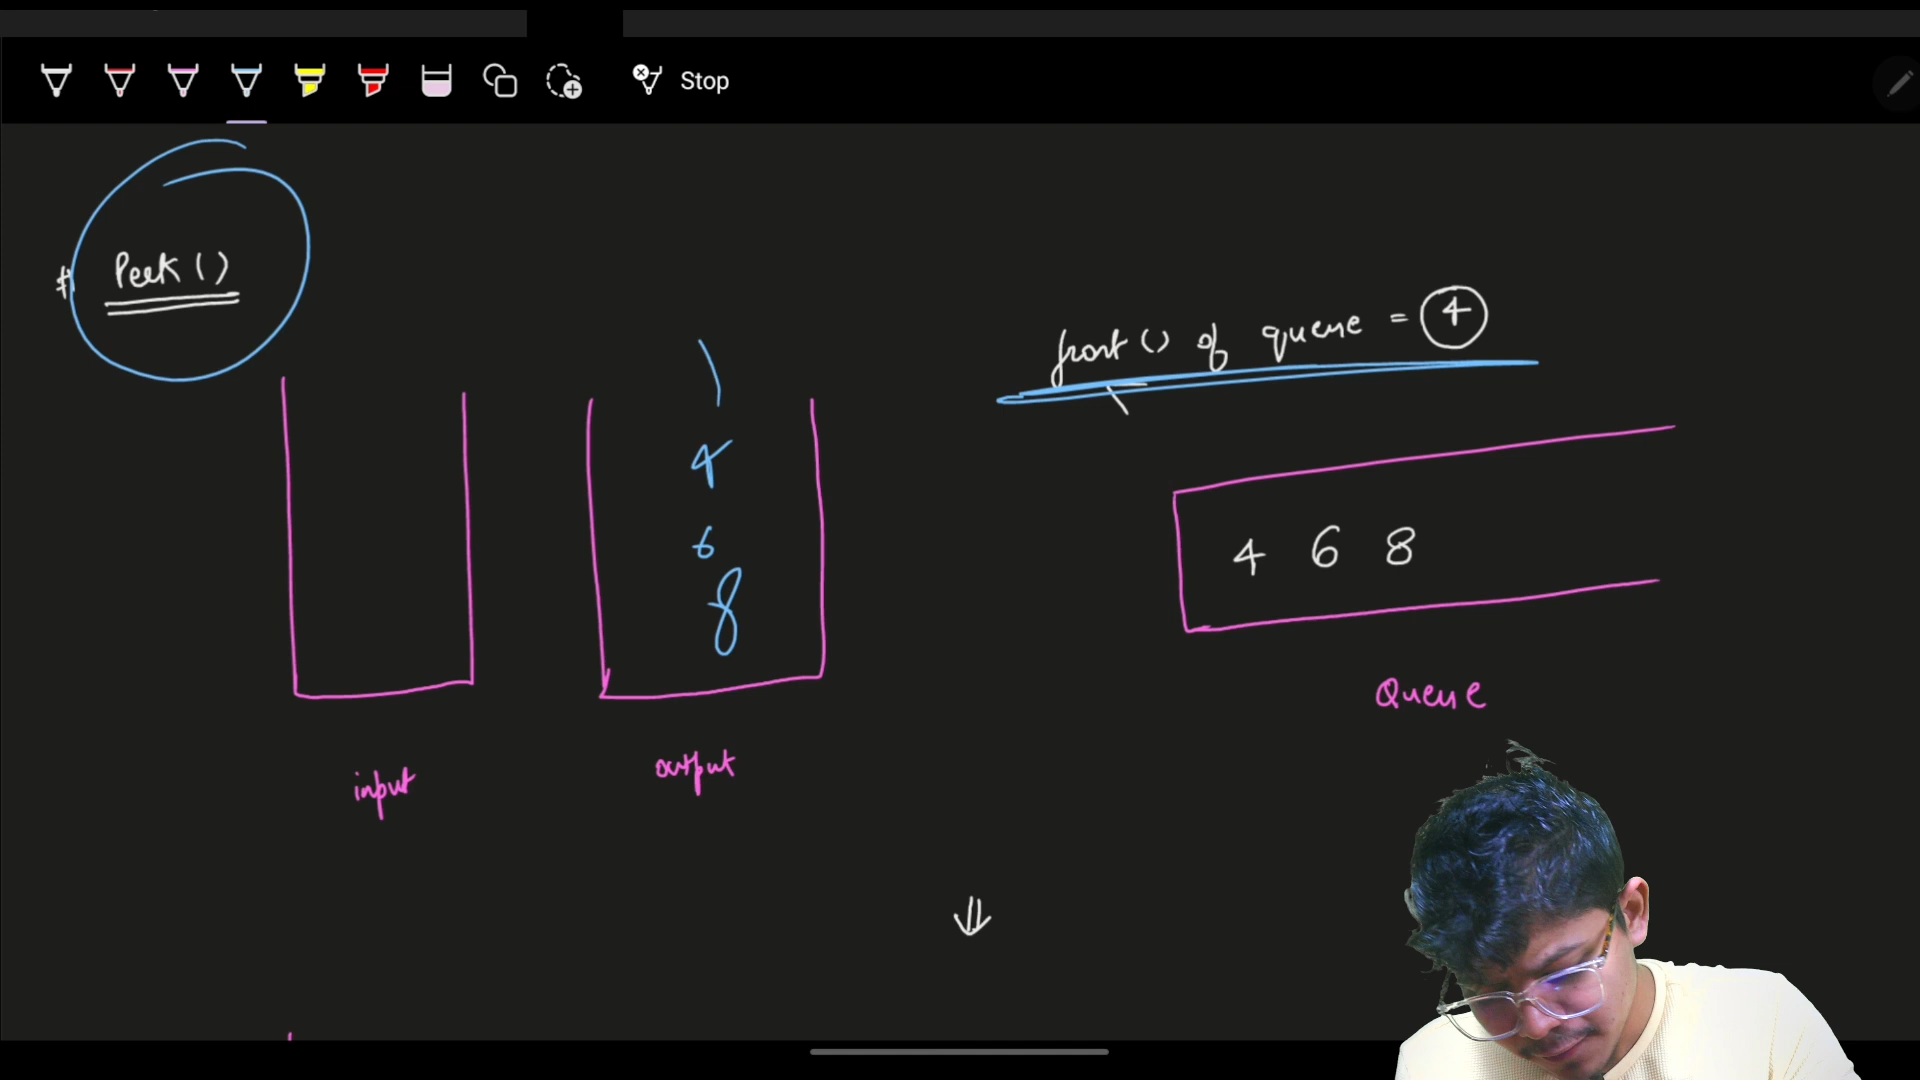 Stop
# Peek ()
front () of queue = 4
4
6
8
4 6 8
Queue
input
output